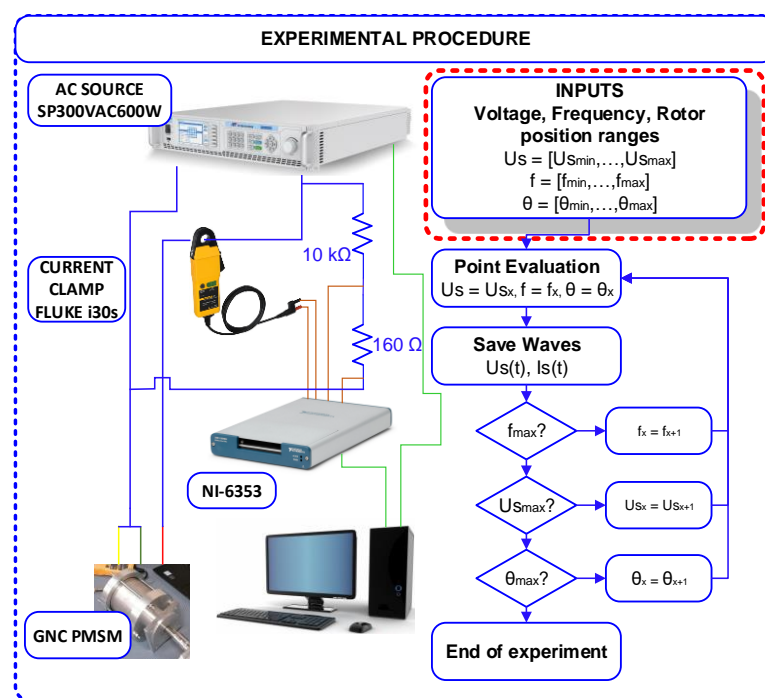 EXPERIMENTAL PROCEDURE
AC SOURCE
SP300VAC600W
10 kΩ
CURRENT
CLAMP
FLUKE i30s
160 Ω
NI-6353
GNC PMSM
INPUTS
Voltage, Frequency, Rotor
position ranges
Us = [Usmin,…,Usmax]
f = [fmin,…,fmax]
θ = [θmin,…,θmax]
Point Evaluation
Us = Usx, f = fx, θ = θx
Save Waves
Us(t), Is(t)
fmax?
fx = fx+1
Usmax?
Usx = Usx+1
θmax?
θx = θx+1
End of experiment